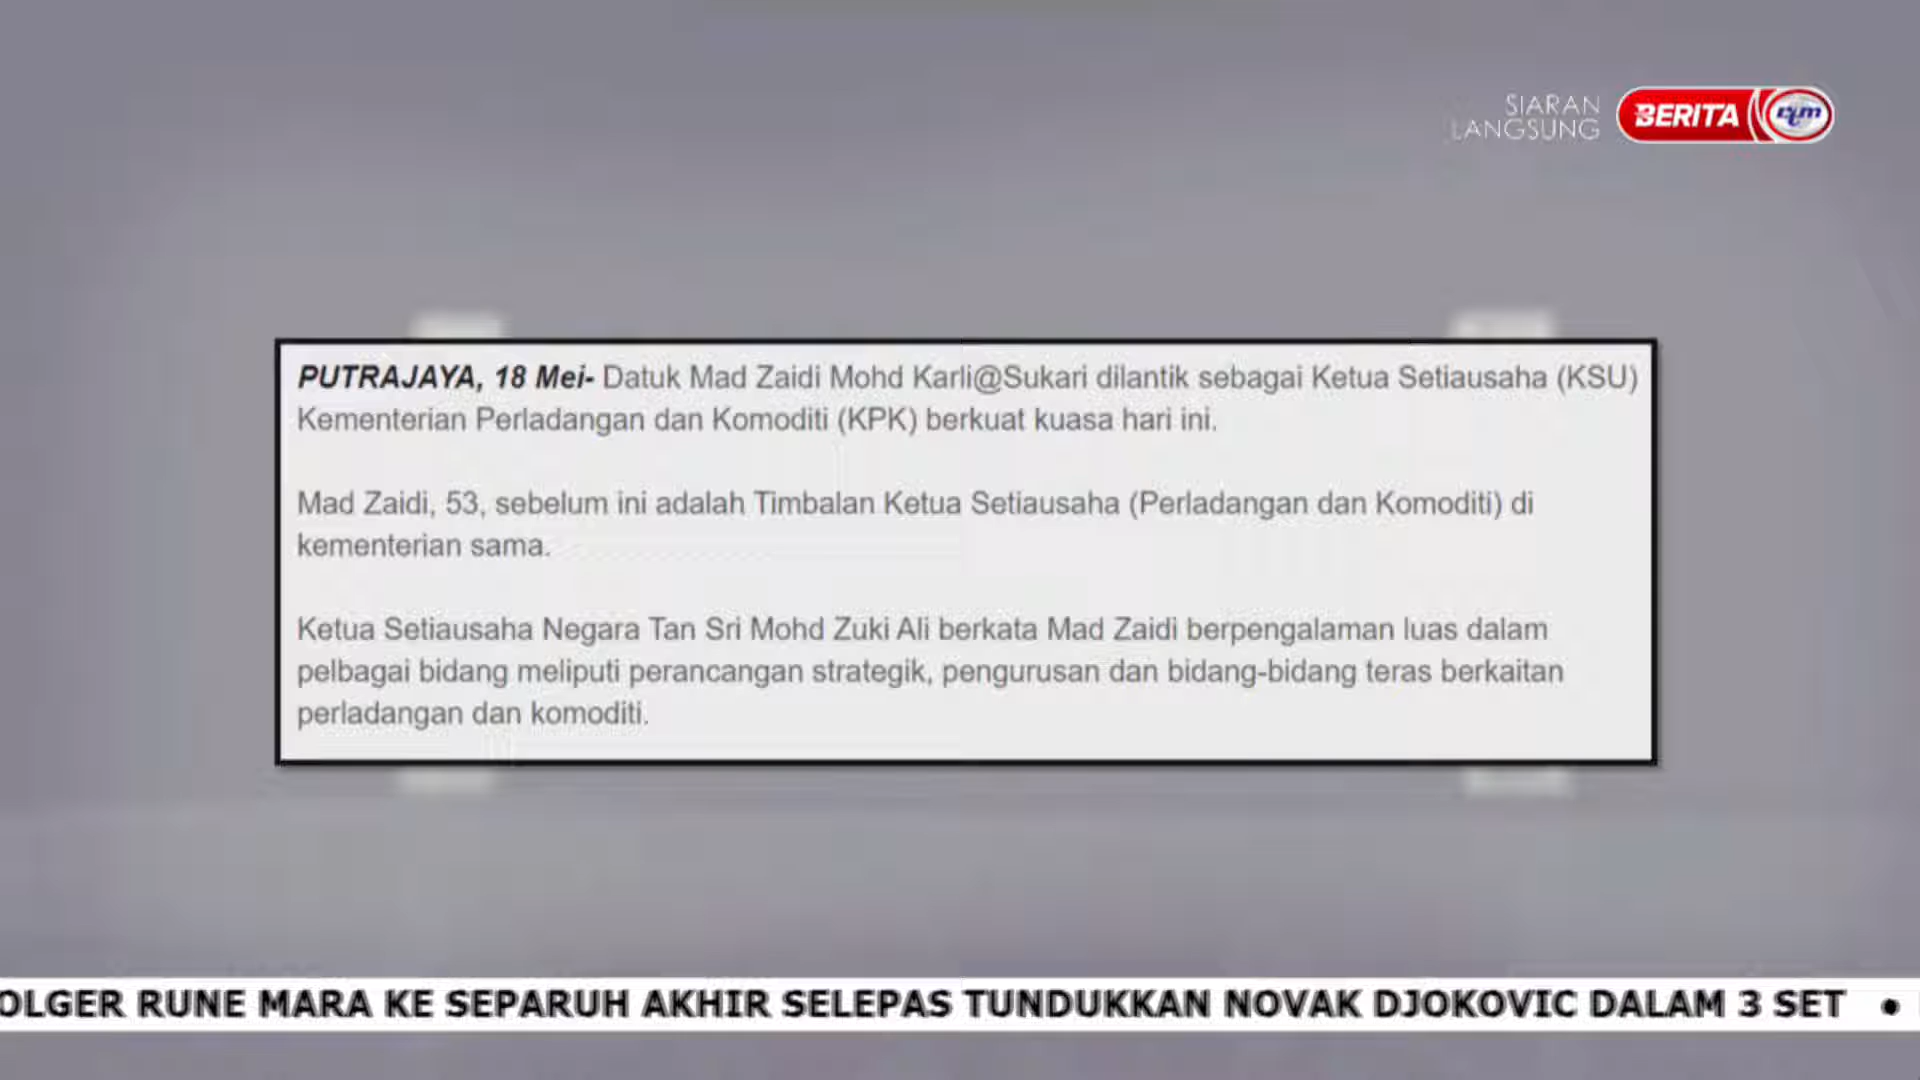 SIARAN
LANGSUNG
BERITA rtm
PUTRAJAYA, 18 Mei- Datuk Mad Zaidi Mohd Karli@Sukari dilantik sebagai Ketua Setiausaha (KSU)
Kementerian Perladangan dan Komoditi (KPK) berkuat kuasa hari ini.
Mad Zaidi, 53, sebelum ini adalah Timbalan Ketua Setiausaha (Perladangan dan Komoditi) di
kementerian sama.
Ketua Setiausaha Negara Tan Sri Mohd Zuki Ali berkata Mad Zaidi berpengalaman luas dalam
pelbagai bidang meliputi perancangan strategik, pengurusan dan bidang-bidang teras berkaitan
perladangan dan komoditi.
OLGER RUNE MARA KE SEPARUH AKHIR SELEPAS TUNDUKKAN NOVAK DJOKOVIC DALAM 3 SET •